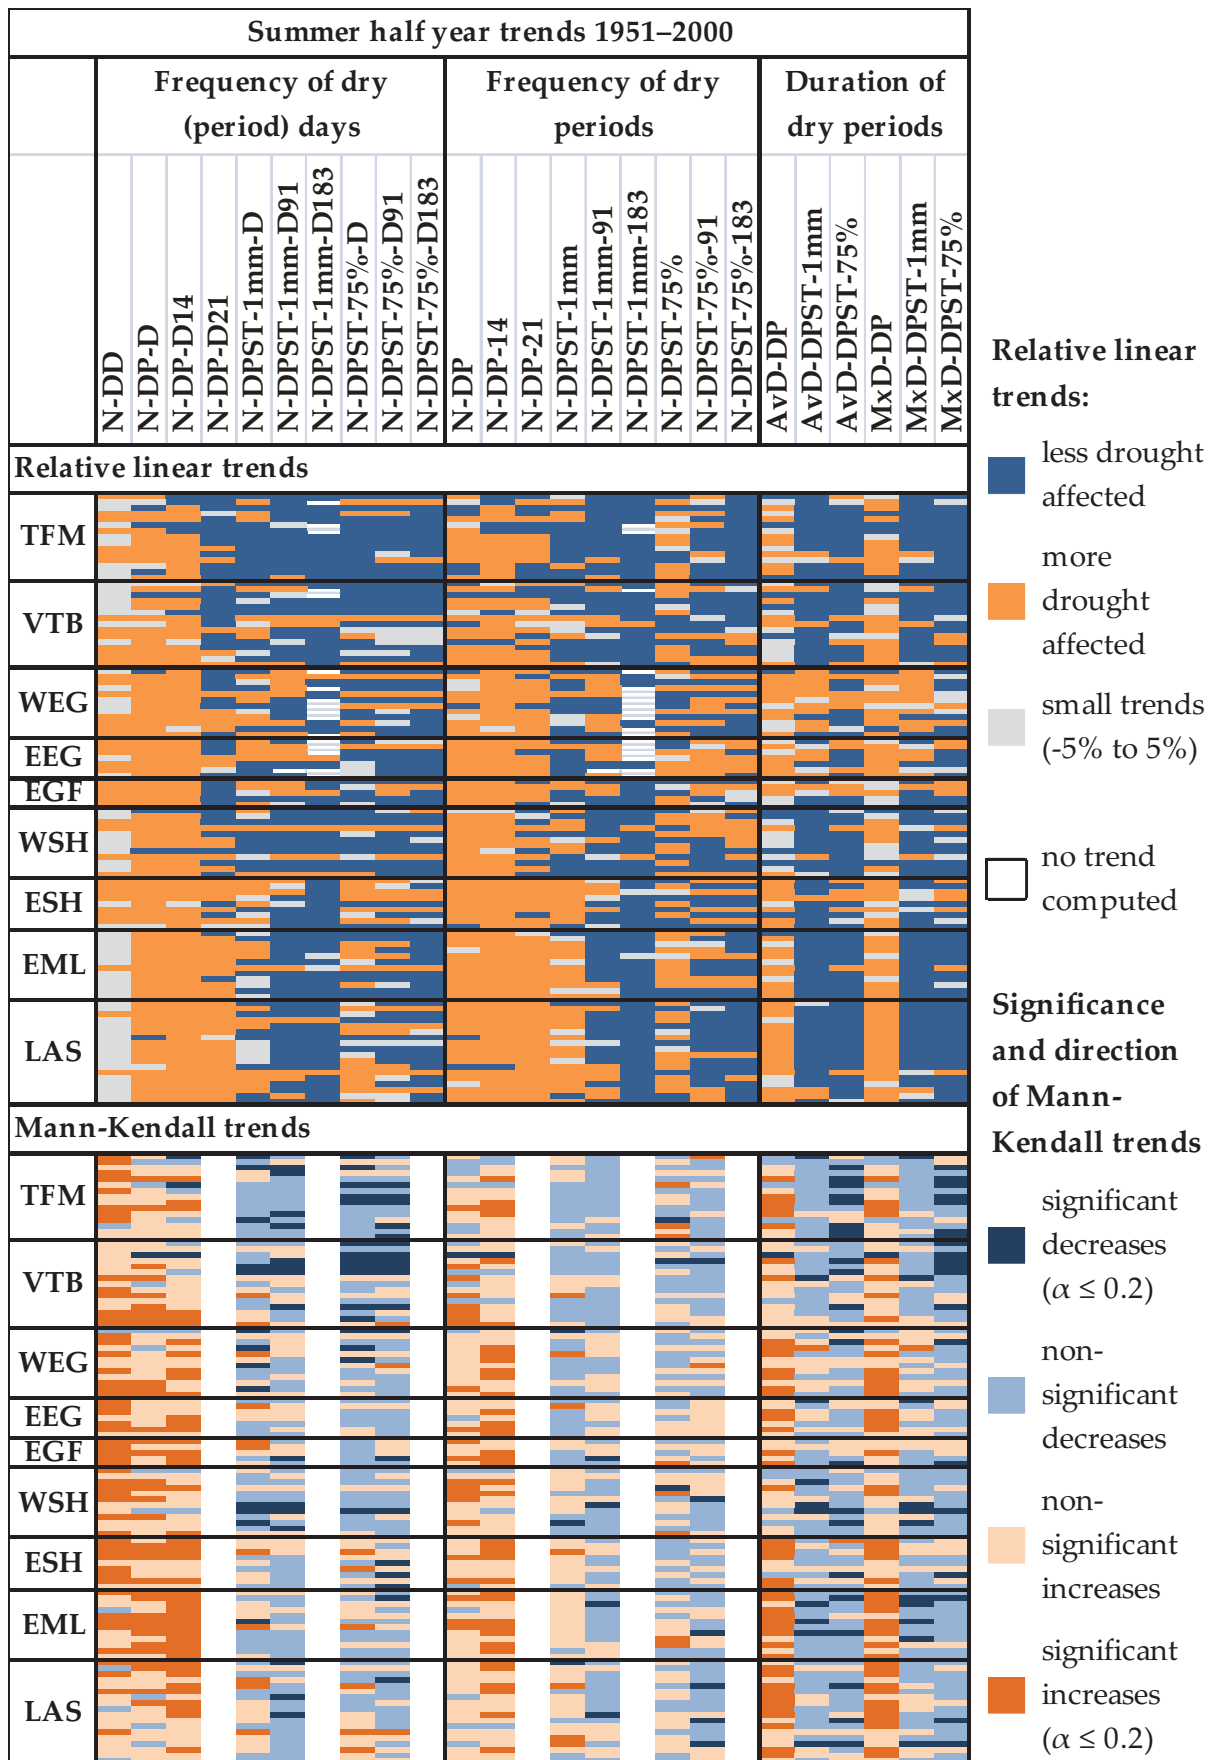 Summer half year trends 1951–2000
Frequency of dry
(period) days
Frequency of dry
periods
Duration of
dry periods
N-DD
N-DP-D
N-DP-D14
N-DP-D21
N-DPST-1mm-D
N-DPST-1mm-D91
N-DPST-1mm-D183
N-DPST-75%-D
N-DPST-75%-D91
N-DPST-75%-D183
N-DP
N-DP-14
N-DP-21
N-DPST-1mm
N-DPST-1mm-91
N-DPST-1mm-183
N-DPST-75%
N-DPST-75%-91
N-DPST-75%-183
AvD-DP
AvD-DPST-1mm
AvD-DPST-75%
MxD-DP
MxD-DPST-1mm
MxD-DPST-75%
Relative linear trends
TFM
VTB
WEG
EEG
EGF
WSH
ESH
EML
LAS
Mann-Kendall trends
TFM
VTB
WEG
EEG
EGF
WSH
ESH
EML
LAS
Relative linear
trends:
less drought
affected
more
drought
affected
small trends
(-5% to 5%)
no trend
computed
Significance
and direction
of Mann-
Kendall trends
significant
decreases
(α ≤ 0.2)
non-
significant
decreases
non-
significant
increases
significant
increases
(α ≤ 0.2)